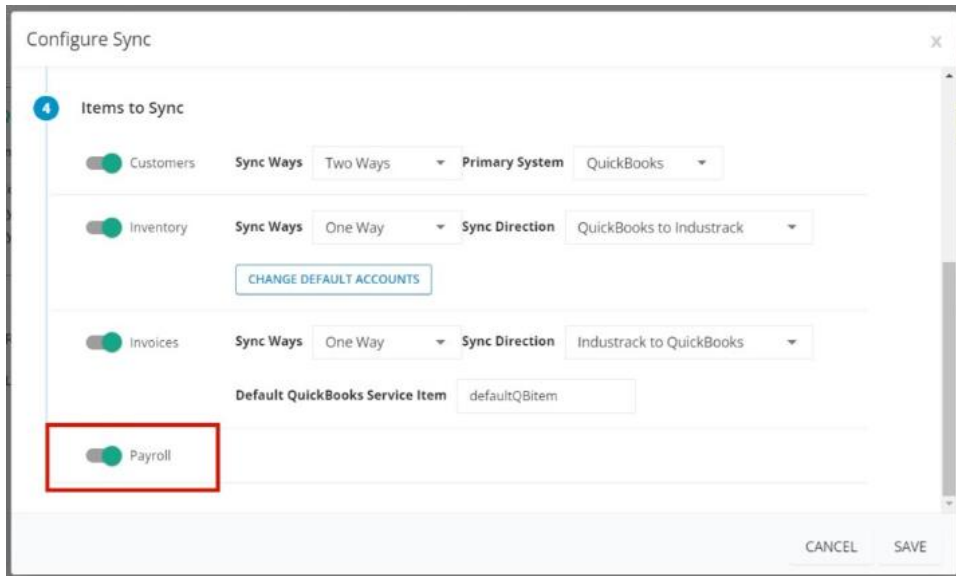 Configure Sync X
4 Items to Sync
Customers Sync Ways Two Ways Primary System QuickBooks
Inventory Sync Ways One Way Sync Direction QuickBooks to Industrack
CHANGE DEFAULT ACCOUNTS
Invoices Sync Ways One Way Sync Direction Industrack to QuickBooks
Default QuickBooks Service Item defaultQBitem
Payroll
CANCEL SAVE